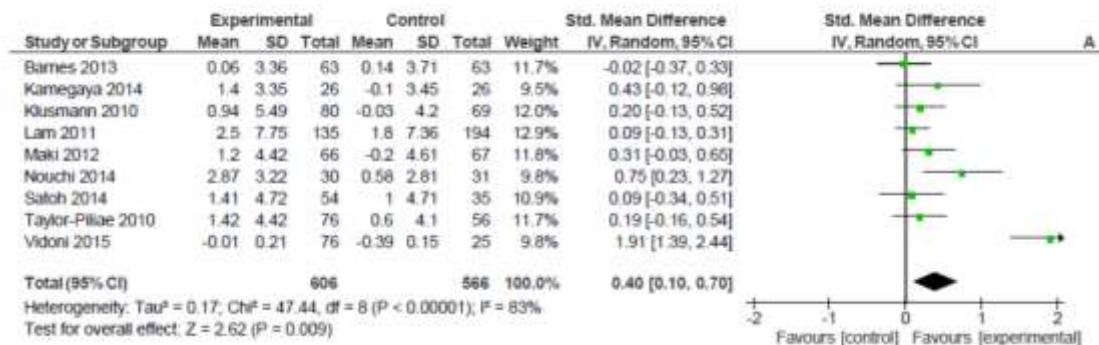 Experimental Control Std. Mean Difference Std. Mean Difference
Study or Subgroup Mean SD Total Mean SD Total Weight IV, Random, 95% CI IV, Random, 95% CI A
Barnes 2013 0.06 3.36 63 0.14 3.71 63 11.7% -0.02 [-0.37, 0.33]
Kamegaya 2014 1.4 3.35 26 -0.1 3.45 26 9.5% 0.43 [-0.12, 0.98]
Klusmann 2010 0.94 5.49 80 -0.03 4.2 69 12.0% 0.20 [-0.13, 0.52]
Lam 2011 2.5 7.75 135 1.8 7.36 194 12.9% 0.09 [-0.13, 0.31]
Maki 2012 1.2 4.42 66 -0.2 4.61 67 11.8% 0.31 [-0.03, 0.65]
Nouchi 2014 2.87 3.22 30 0.58 2.81 31 9.8% 0.75 [0.23, 1.27]
Satoh 2014 1.41 4.72 54 1 4.71 35 10.9% 0.09 [-0.34, 0.51]
Taylor-Piliae 2010 1.42 4.42 76 0.6 4.1 56 11.7% 0.19 [-0.16, 0.54]
Vidoni 2015 -0.01 0.21 76 -0.39 0.15 25 9.8% 1.91 [1.39, 2.44]
Total (95% CI) 606 566 100.0% 0.40 [0.10, 0.70]
Heterogeneity: Tau² = 0.17; Chi² = 47.44, df = 8 (P < 0.00001); I² = 83%
Test for overall effect: Z = 2.62 (P = 0.009)
-2 -1 0 1 2
Favours [control] Favours [experimental]